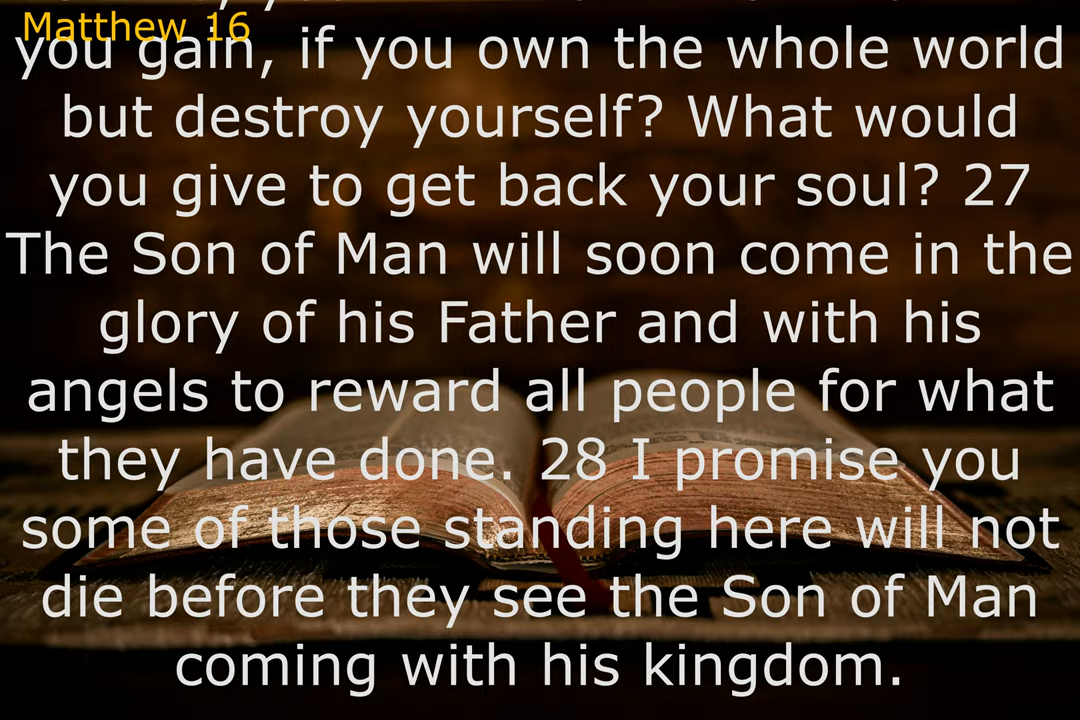 Matthew 16
you gain, if you own the whole world
but destroy yourself? What would
you give to get back your soul? 27
The Son of Man will soon come in the
glory of his Father and with his
angels to reward all people for what
they have done. 28 I promise you
some of those standing here will not
die before they see the Son of Man
coming with his kingdom.